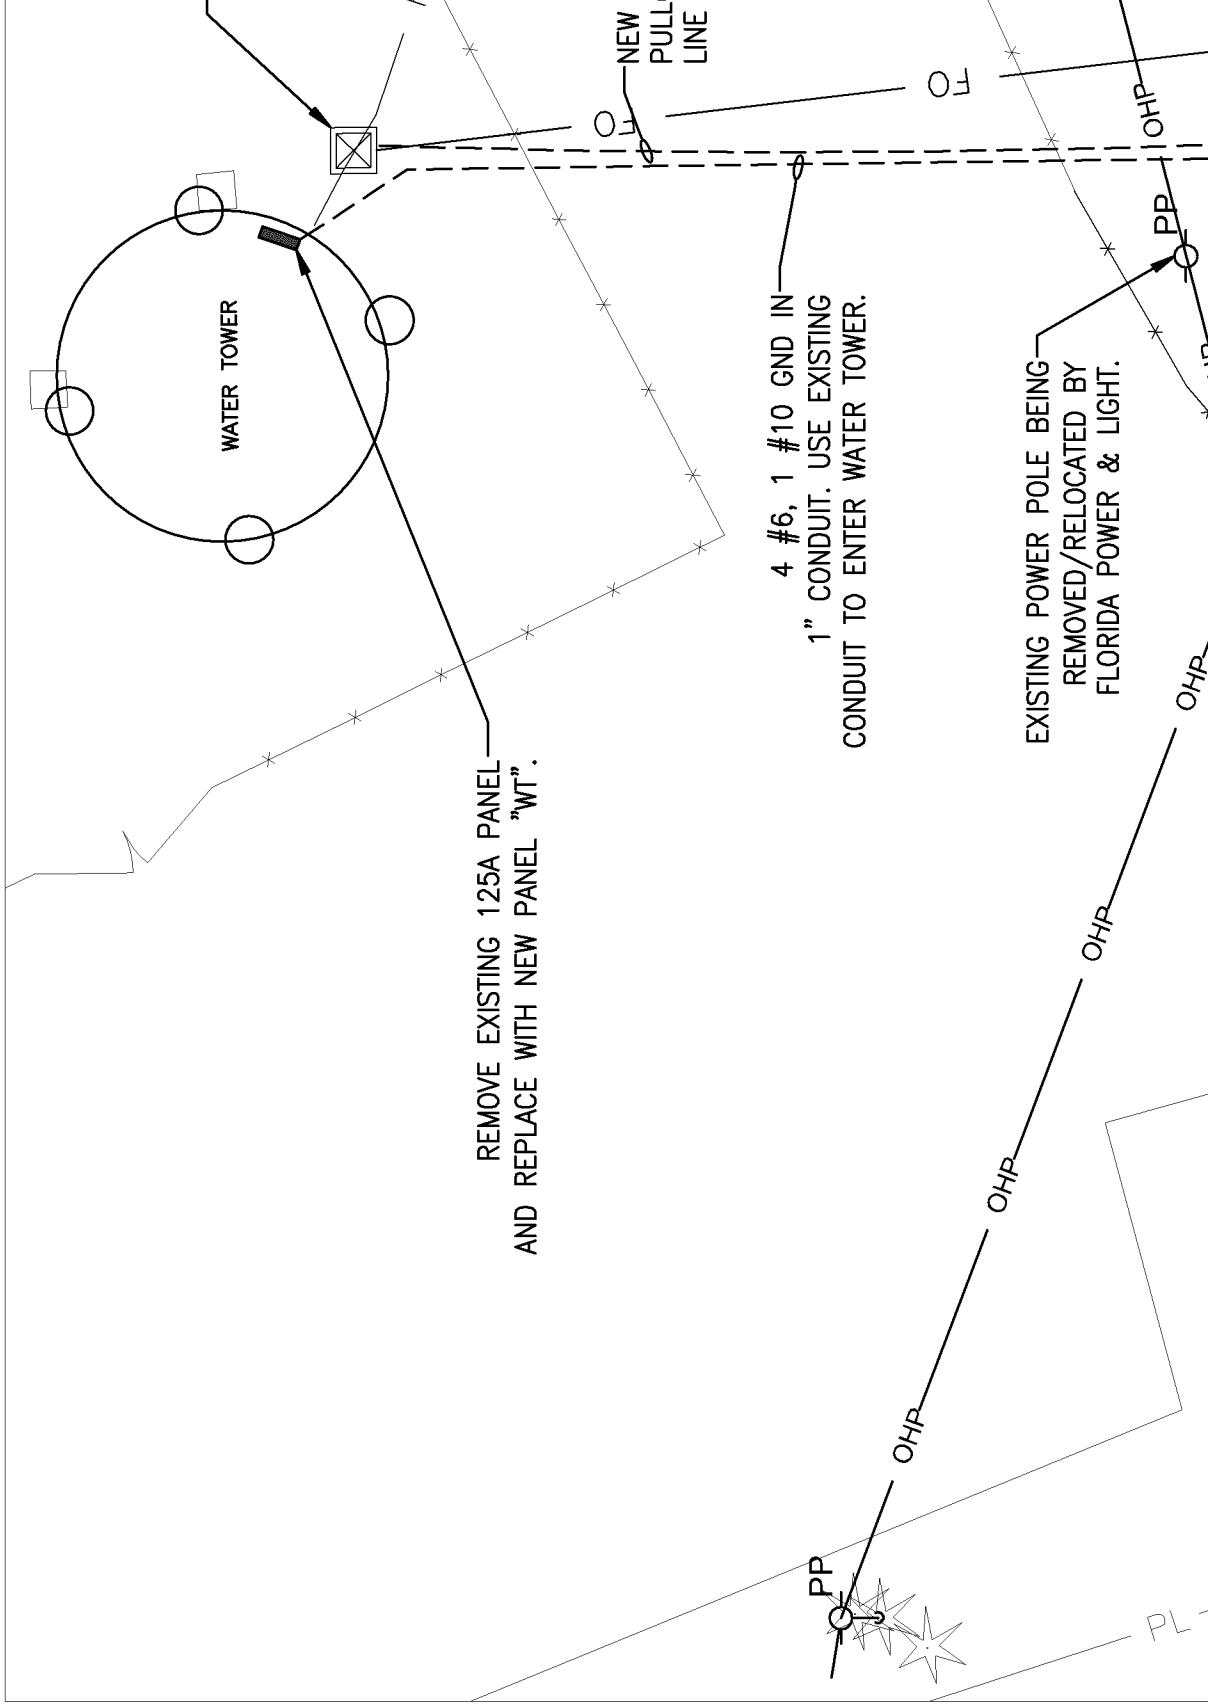 NEW
LINE
FO
FO
OHP
PP
WATER TOWER
4 #6, 1 #10 GND IN
1" CONDUIT. USE EXISTING
CONDUIT TO ENTER WATER TOWER.
EXISTING POWER POLE BEING
REMOVED/RELOCATED BY
FLORIDA POWER & LIGHT.
REMOVE EXISTING 125A PANEL
AND REPLACE WITH NEW PANEL "WT".
OHP
OHP
OHP
OHP
PP
PL